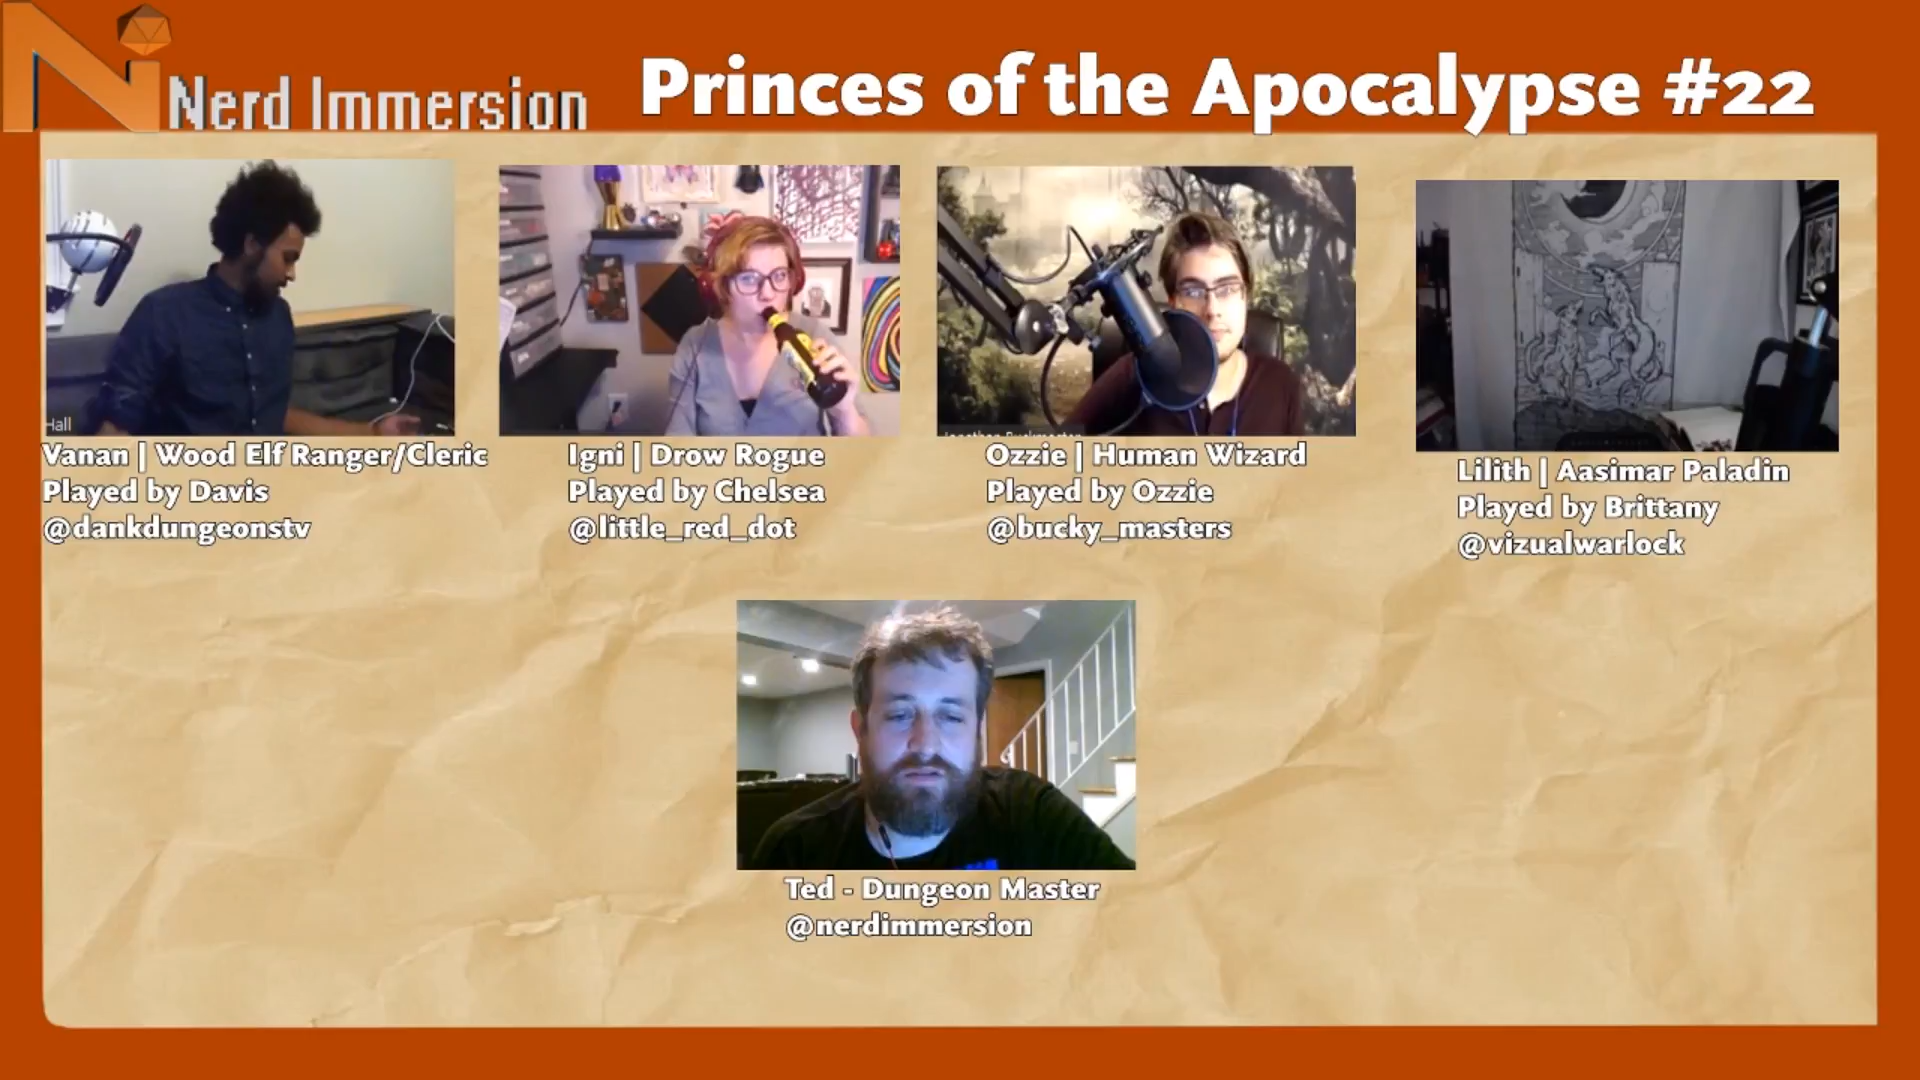 Nerd Immersion
Princes of the Apocalypse #22
Hall
Vanan | Wood Elf Ranger/Cleric
Played by Davis
@dankdungeonstv
Igni | Drow Rogue
Played by Chelsea
@little_red_dot
Ozzie | Human Wizard
Played by Ozzie
@bucky_masters
Lilith | Aasimar Paladin
Played by Brittany
@vizualwarlock
Ted - Dungeon Master
@nerdimmersion